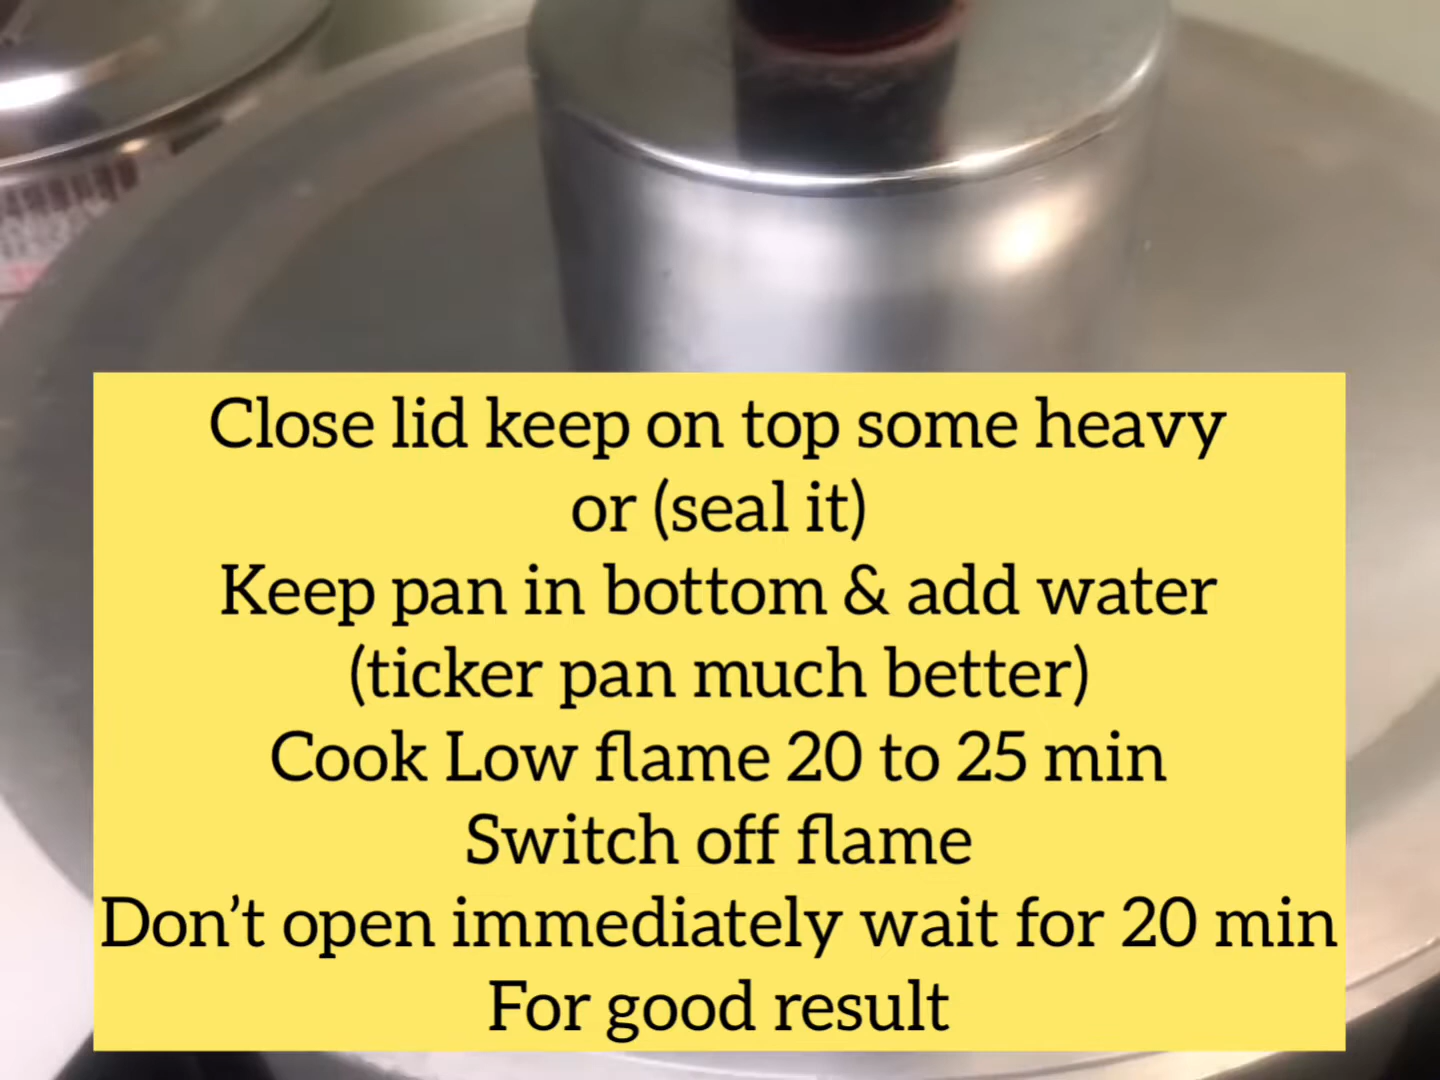 Close lid keep on top some heavy
or (seal it)
Keep pan in bottom & add water
(ticker pan much better)
Cook Low flame 20 to 25 min
Switch off flame
Don’t open immediately wait for 20 min
For good result